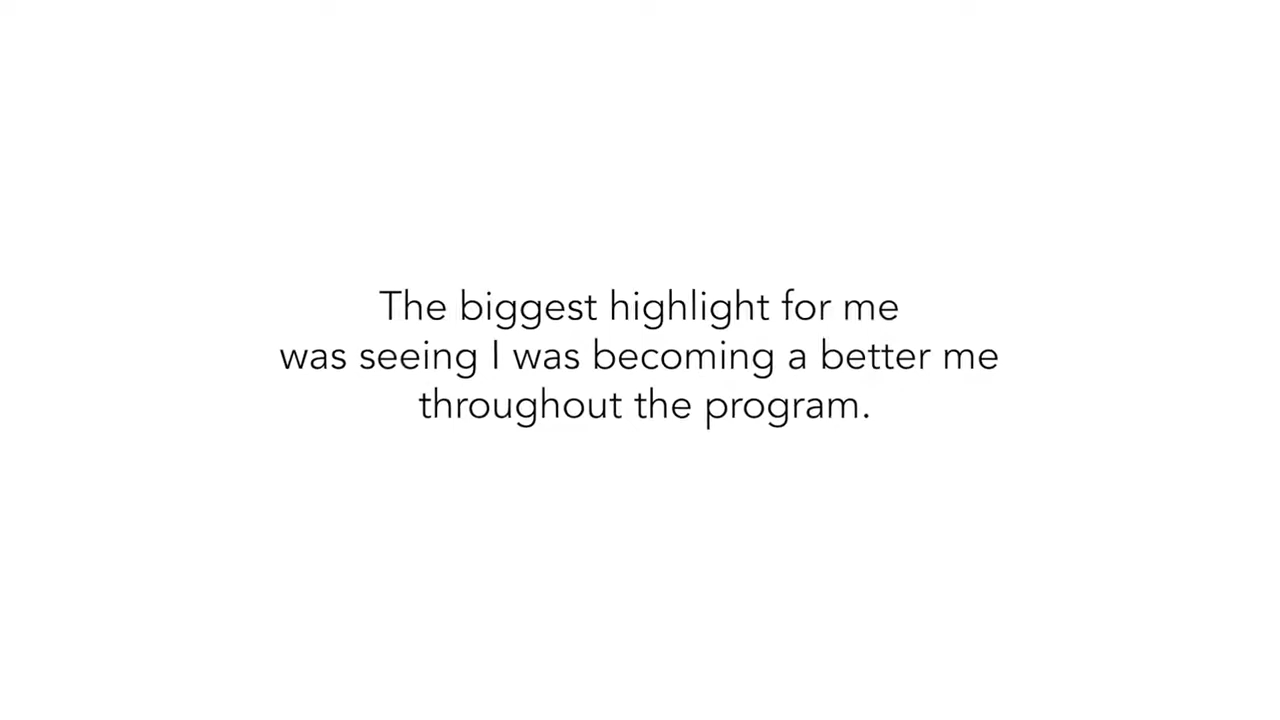 The biggest highlight for me
was seeing I was becoming a better me
throughout the program.